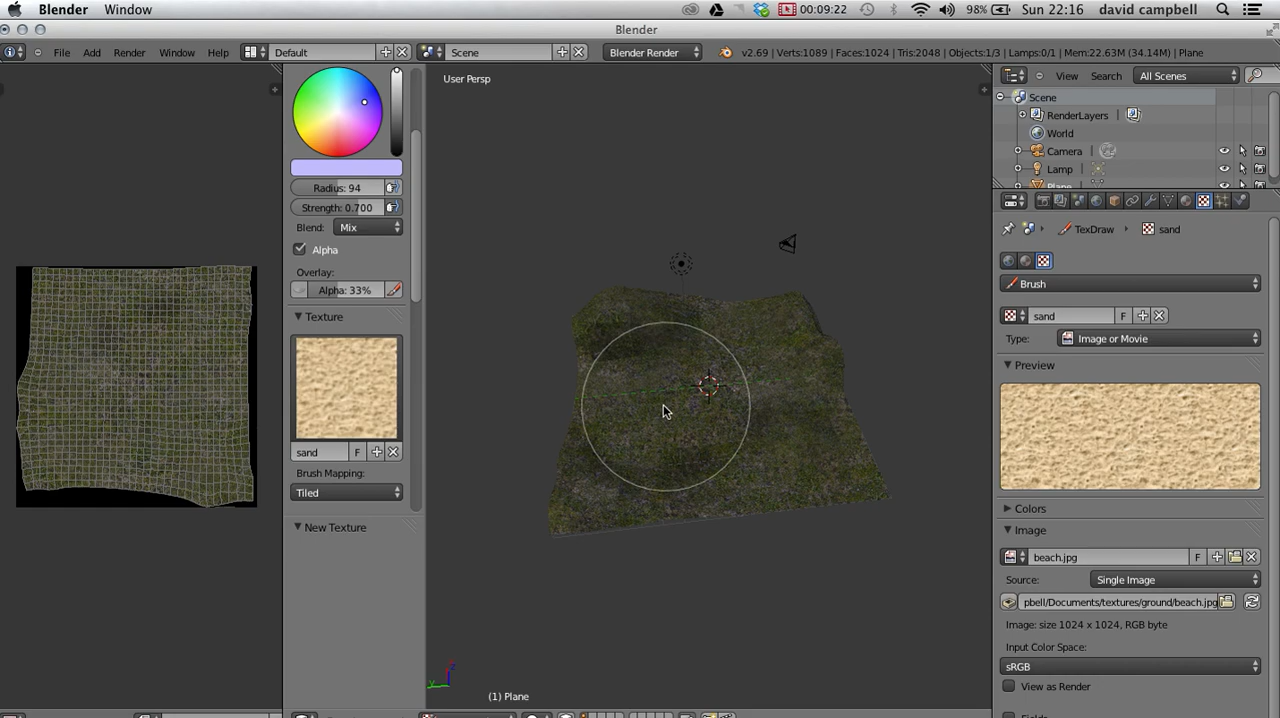 Blender Window 00:09:22 98% Sun 22:16 david campbell
Blender
File Add Render Window Help Default Scene Blender Render v2.69 | Verts:1089 | Faces:1024 | Tris:2048 | Objects:1/3 | Lamps:0/1 | Mem:22.63M (34.14M) | Plane
User Persp
View Search All Scenes
Scene
RenderLayers
World
Camera
Lamp
Plane
Radius: 94
Strength: 0.700
Blend: Mix
Alpha
Overlay:
Alpha: 33%
Texture
sand F
Brush Mapping:
Tiled
New Texture
(1) Plane
TexDraw sand
Brush
sand F
Type: Image or Movie
Preview
Colors
Image
beach.jpg F
Source: Single Image
pbell/Documents/textures/ground/beach.jpg
Image: size 1024 x 1024, RGB byte
Input Color Space:
sRGB
View as Render